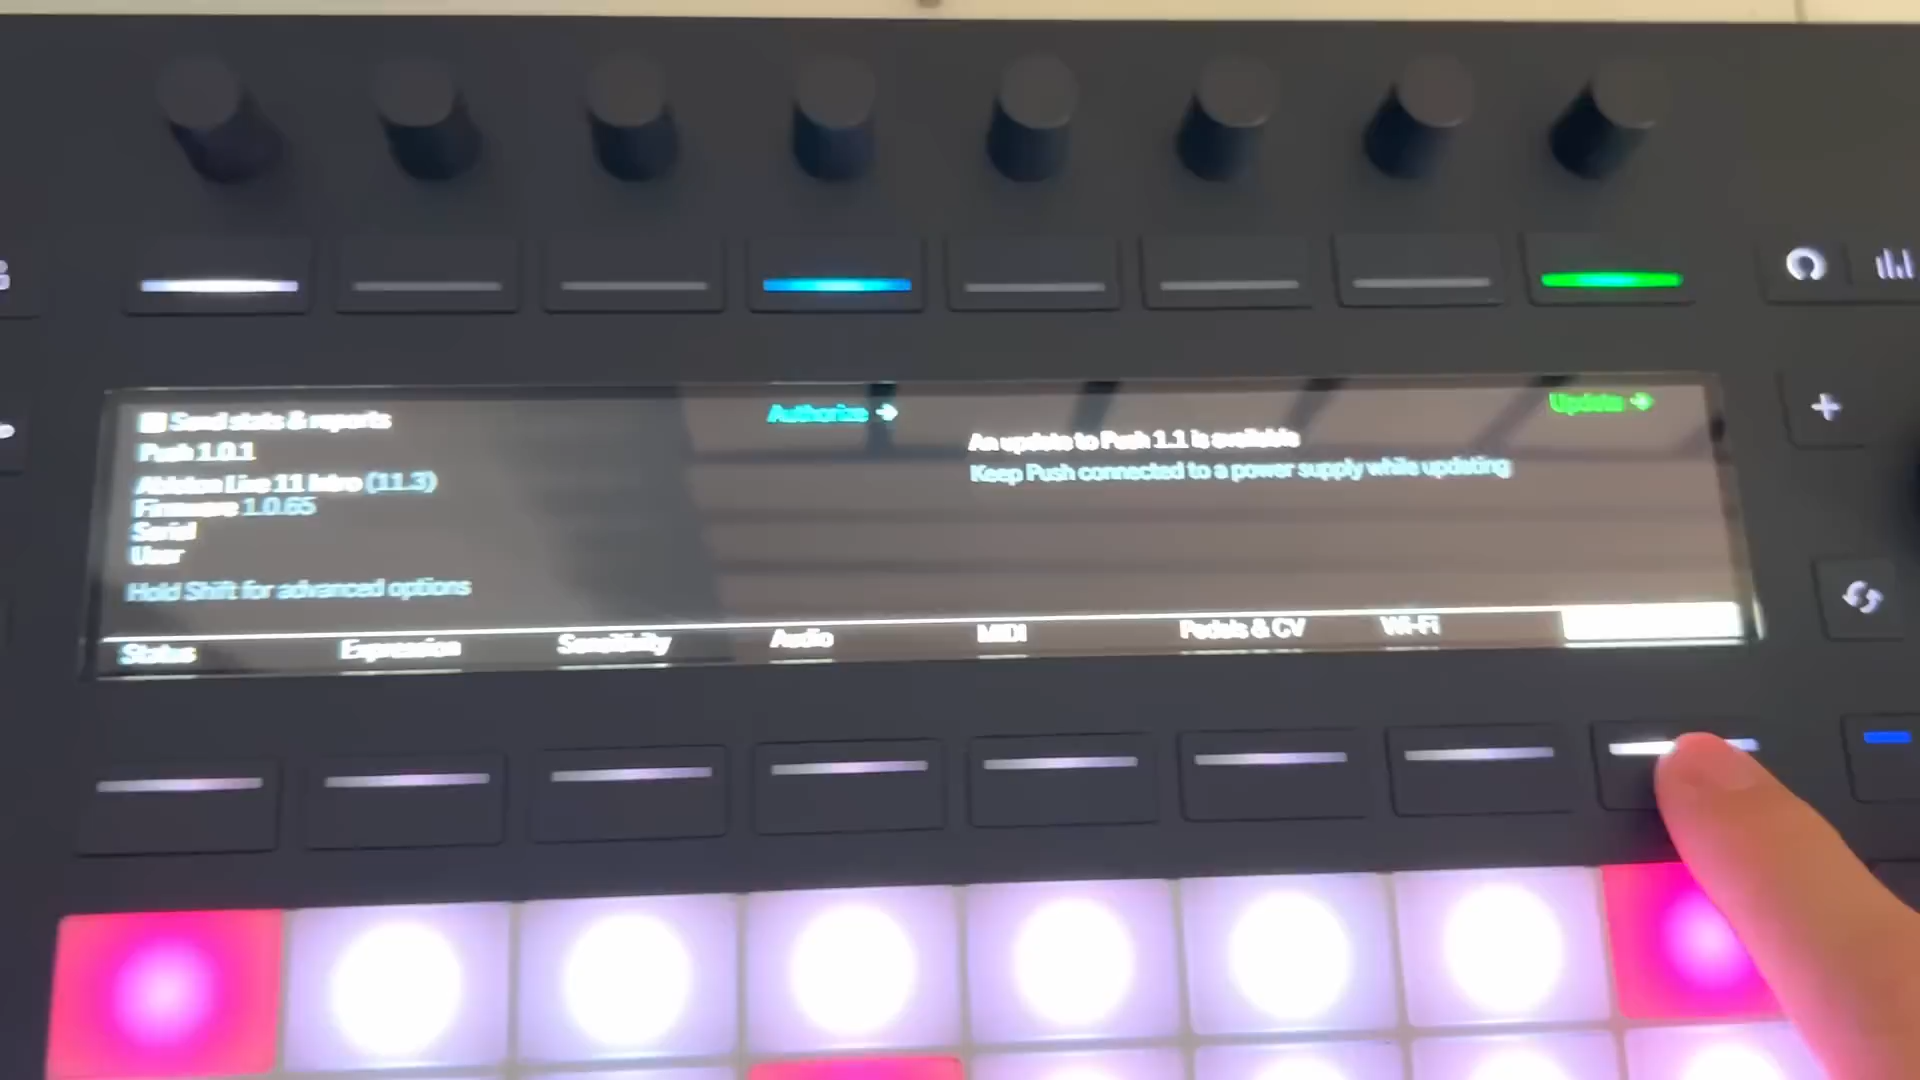 Send stats & reports
Push 1.0.1
Ableton Live 11 Intro (11.3)
Firmware 1.0.65
Serial
User
Hold Shift for advanced options
Authorize →
Update →
An update to Push 1.1 is available
Keep Push connected to a power supply while updating
Status
Expression
Sensitivity
Audio
MIDI
Pedals & CV
Wi-Fi